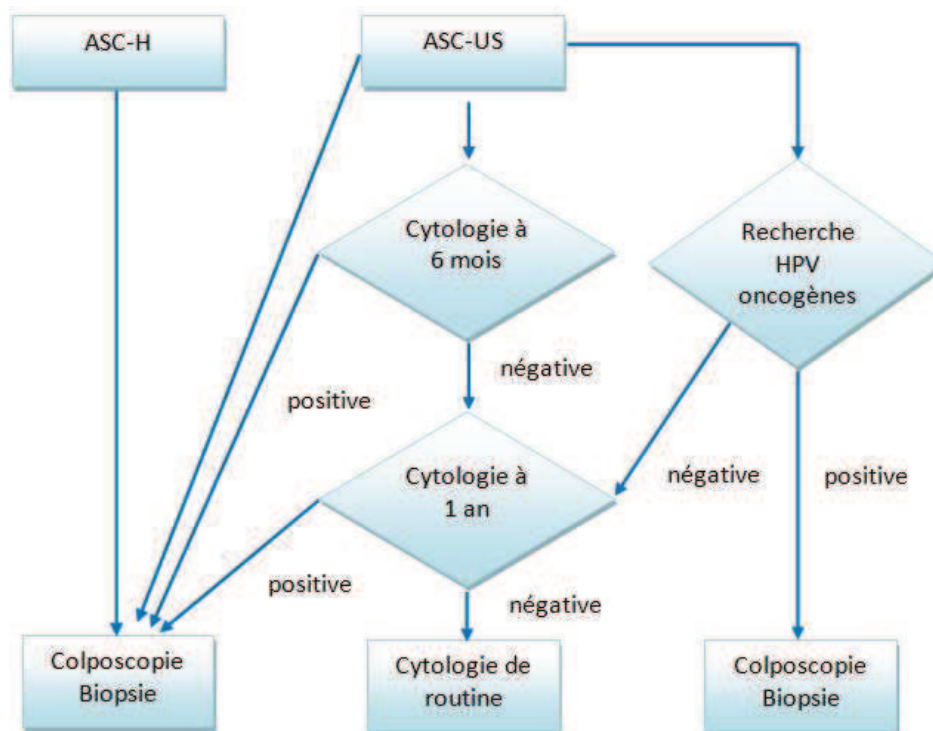 ASC-H
ASC-US
Cytologie à
6 mois
Recherche
HPV
oncogènes
négative
positive
Cytologie à
1 an
négative
positive
positive
négative
Colposcopie
Biopsie
Cytologie de
routine
Colposcopie
Biopsie